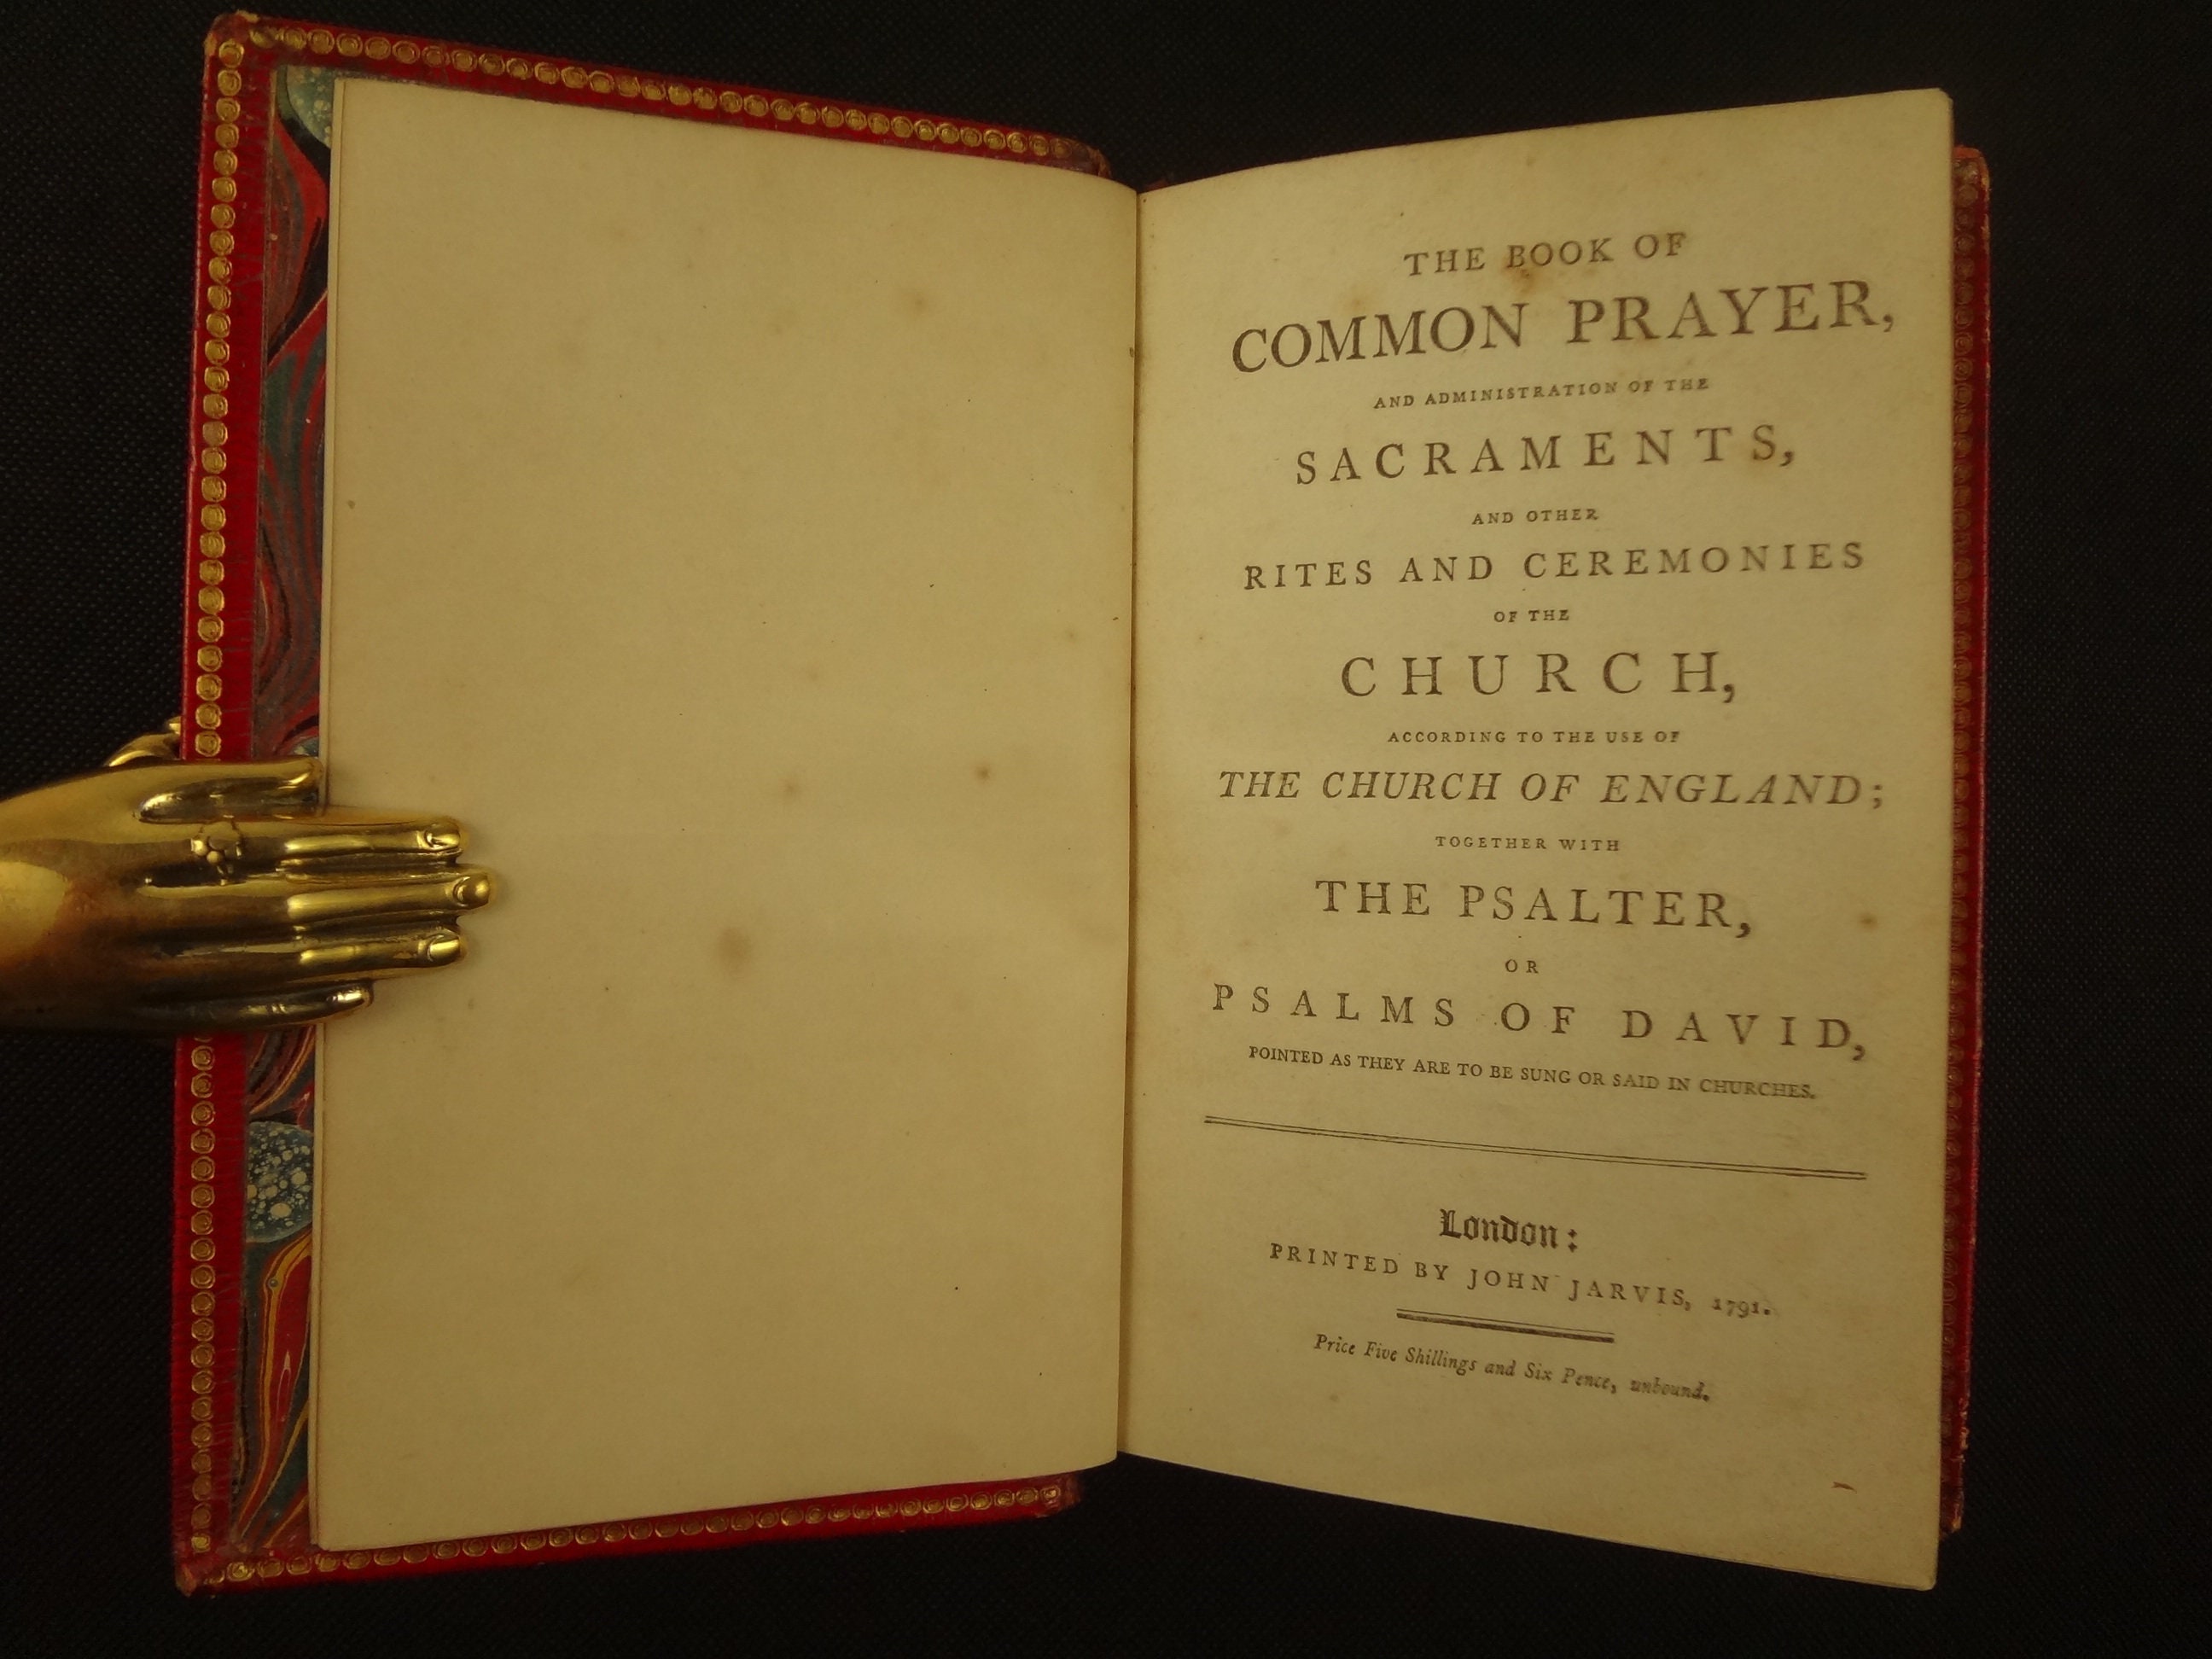 THE BOOK OF
COMMON PRAYER,
AND ADMINISTRATION OF THE
SACRAMENTS,
AND OTHER
RITES AND CEREMONIES
OF THE
CHURCH,
ACCORDING TO THE USE OF
THE CHURCH OF ENGLAND;
TOGETHER WITH
THE PSALTER,
OR
PSALMS OF DAVID,
POINTED AS THEY ARE TO BE SUNG OR SAID IN CHURCHES.
London:
PRINTED BY JOHN JARVIS, 1791.
Price Five Shillings and Six Pence, unbound.